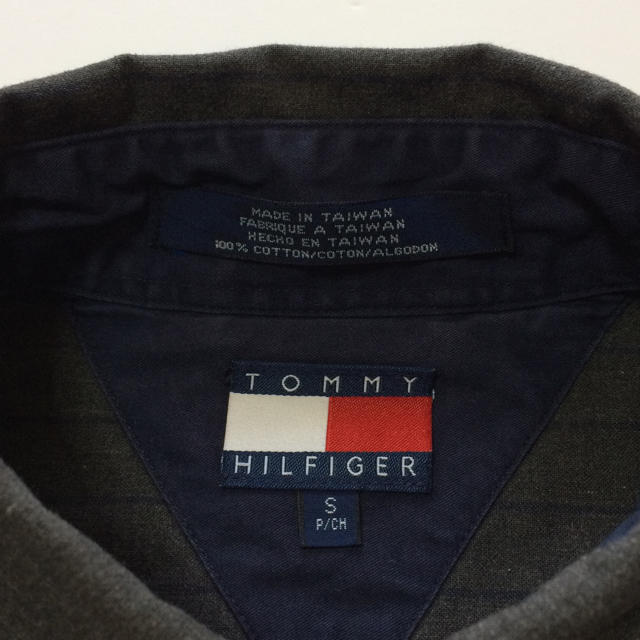 MADE IN TAIWAN
FABRIQUE A TAIWAN
HECHO EN TAIWAN
100% COTTON/COTON/ALGODON
TOMMY
HILFIGER
S
P/CH